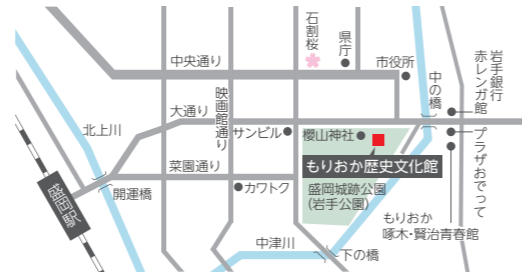 石割桜
県庁
中央通り
市役所
岩手銀行
赤レンガ館
中の橋
映画館通り
大通り
北上川
サンビル
櫻山神社
プラザおでって
もりおか歴史文化館
菜園通り
盛岡駅
開運橋
カワトク
盛岡城跡公園
(岩手公園)
もりおか
啄木・賢治青春館
中津川
下の橋